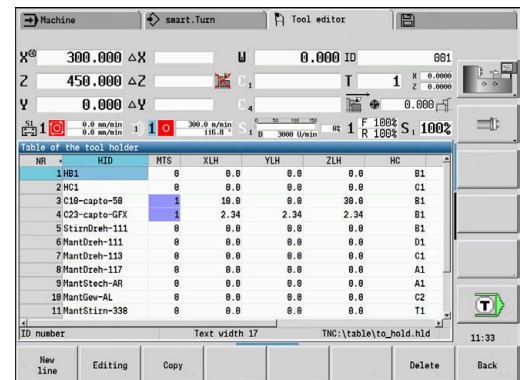 Machine smart.Turn Tool editor
X 300.000 ΔX W 0.000 ID 001
Z 450.000 ΔZ C 1 T 1 X 0.0000 Z 0.0000
Y 0.000 ΔY C 4 0.000
S1 1 0.0 mm/min 0.0 mm/min 1 1 300.0 m/min 116.0 ° S 1 0 50 100 150 D 3000 U/min 0% 1 F 100% R 100% S1 100%
Table of the tool holder
NR HID MTS XLH YLH ZLH HC
1 HB1 0 0.0 0.0 0.0 B1
2 HC1 0 0.0 0.0 0.0 C1
3 C10-capto-50 1 10.0 0.0 30.0 B1
4 C23-capto-GFX 1 2.34 2.34 2.34 B1
5 StirnDreh-111 0 0.0 0.0 0.0 B1
6 MantDreh-111 0 0.0 0.0 0.0 D1
7 MantDreh-113 0 0.0 0.0 0.0 C1
8 MantDreh-117 0 0.0 0.0 0.0 A1
9 MantStech-AR 0 0.0 0.0 0.0 A1
10 MantGew-AL 0 0.0 0.0 0.0 C2
11 MantStirn-338 0 0.0 0.0 0.0 T1
ID number Text width 17 TNC:\table\to_hold.hld
T
11:33
New line Editing Copy Delete Back